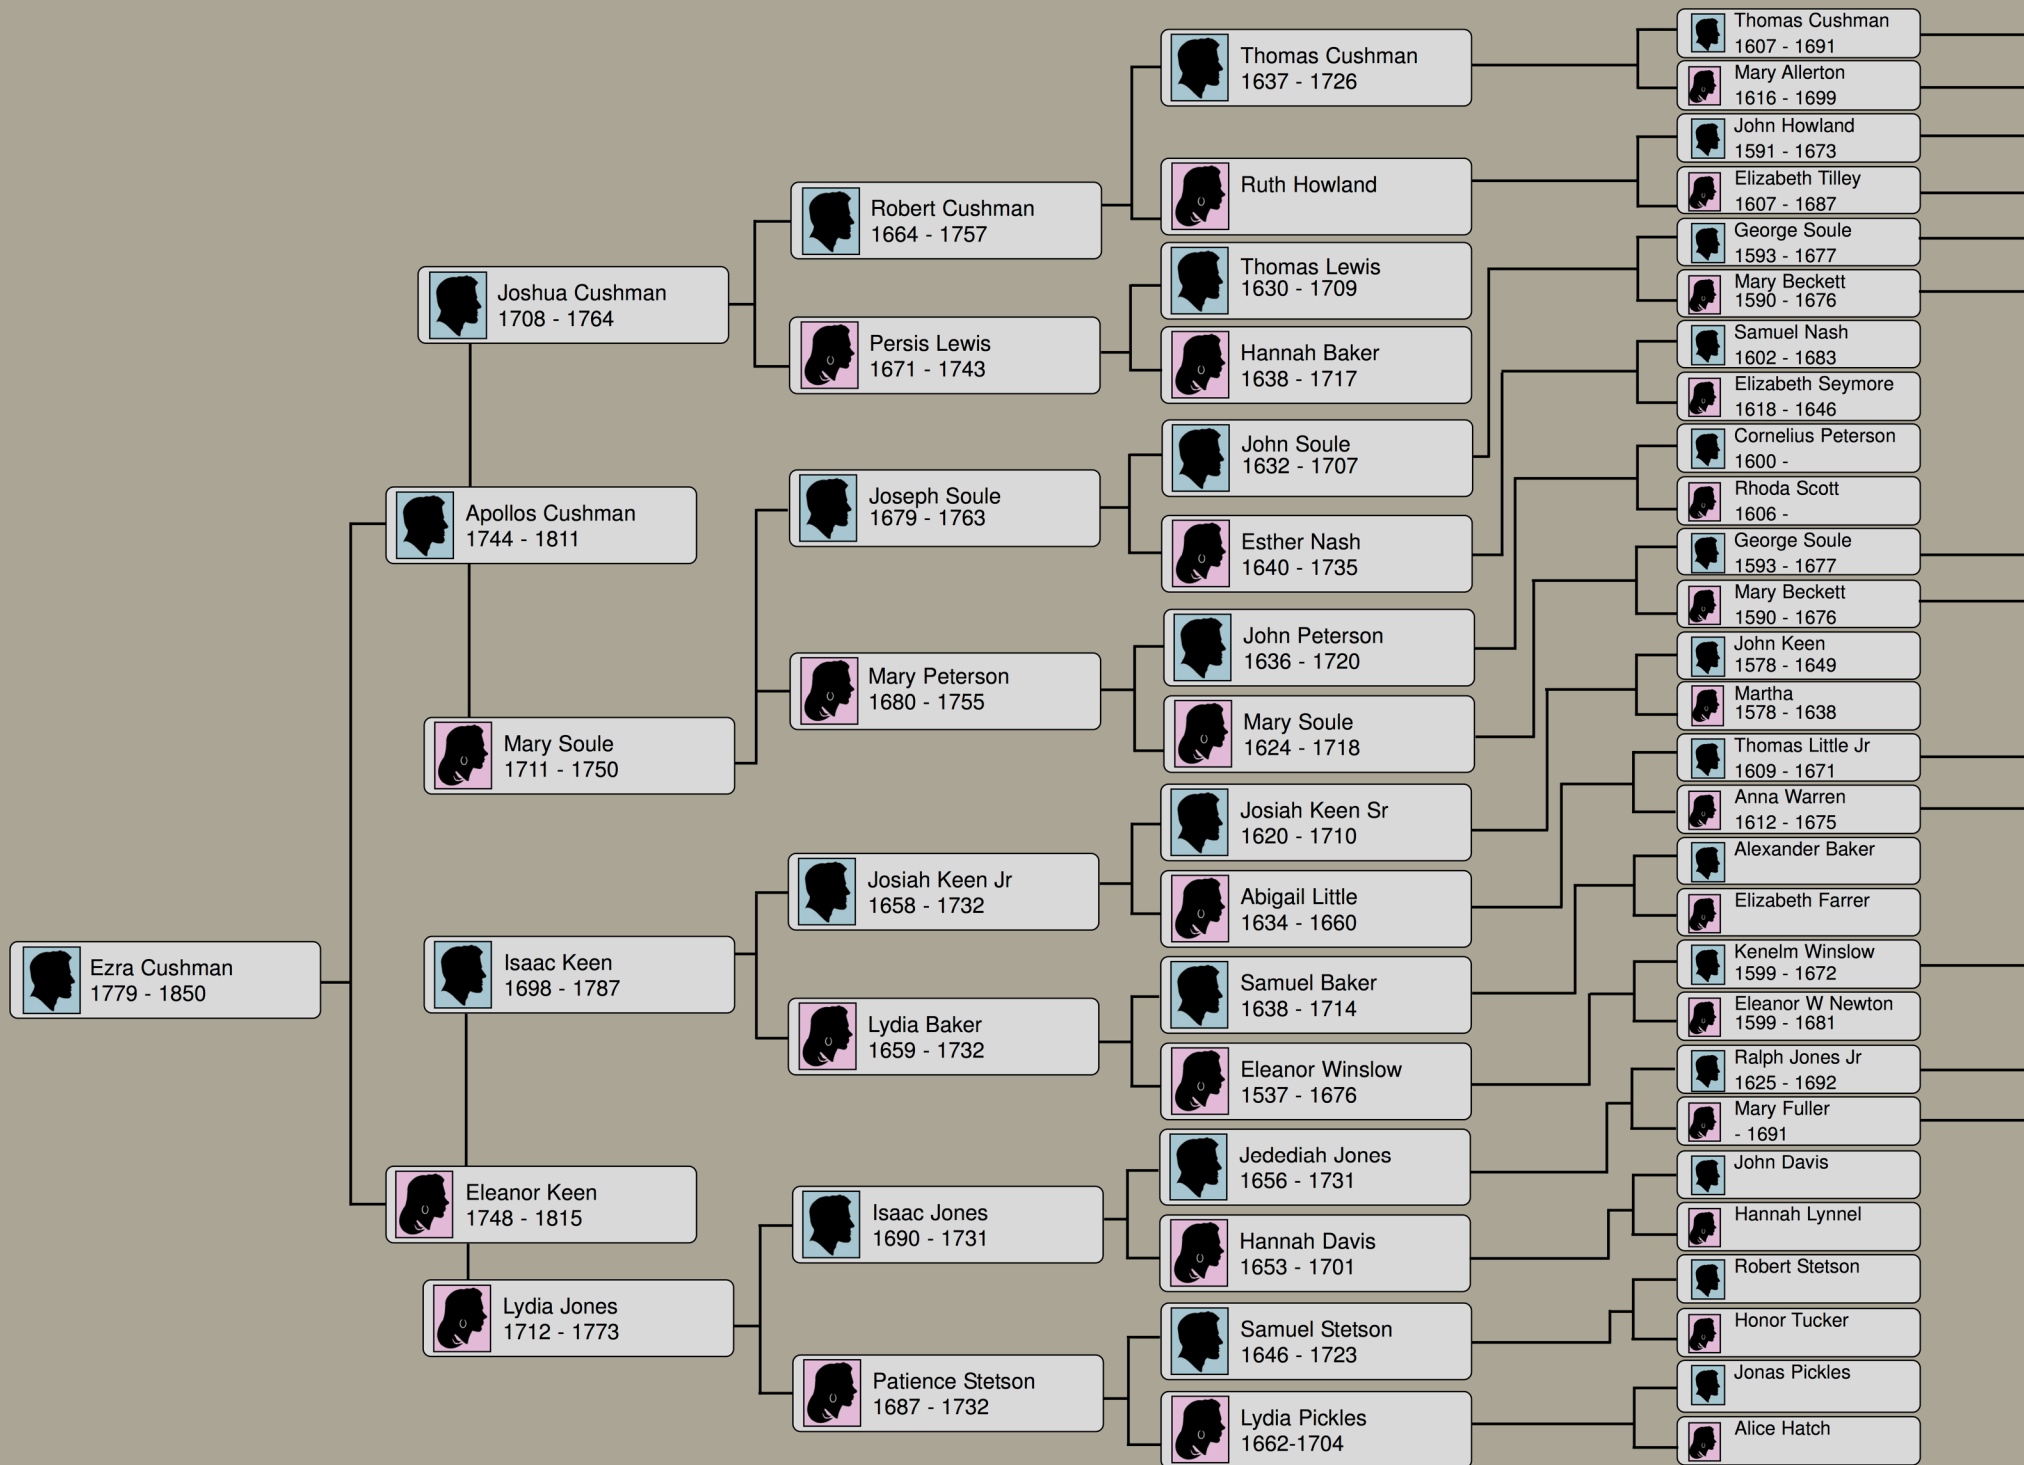 Ezra Cushman
1779 - 1850
Apollos Cushman
1744 - 1811
Eleanor Keen
1748 - 1815
Joshua Cushman
1708 - 1764
Mary Soule
1711 - 1750
Isaac Keen
1698 - 1787
Lydia Jones
1712 - 1773
Robert Cushman
1664 - 1757
Persis Lewis
1671 - 1743
Joseph Soule
1679 - 1763
Mary Peterson
1680 - 1755
Josiah Keen Jr
1658 - 1732
Lydia Baker
1659 - 1732
Isaac Jones
1690 - 1731
Patience Stetson
1687 - 1732
Thomas Cushman
1637 - 1726
Ruth Howland
Thomas Lewis
1630 - 1709
Hannah Baker
1638 - 1717
John Soule
1632 - 1707
Esther Nash
1640 - 1735
John Peterson
1636 - 1720
Mary Soule
1624 - 1718
Josiah Keen Sr
1620 - 1710
Abigail Little
1634 - 1660
Samuel Baker
1638 - 1714
Eleanor Winslow
1537 - 1676
Jedediah Jones
1656 - 1731
Hannah Davis
1653 - 1701
Samuel Stetson
1646 - 1723
Lydia Pickles
1662-1704
Thomas Cushman
1607 - 1691
Mary Allerton
1616 - 1699
John Howland
1591 - 1673
Elizabeth Tilley
1607 - 1687
George Soule
1593 - 1677
Mary Beckett
1590 - 1676
Samuel Nash
1602 - 1683
Elizabeth Seymore
1618 - 1646
Cornelius Peterson
1600 -
Rhoda Scott
1606 -
George Soule
1593 - 1677
Mary Beckett
1590 - 1676
John Keen
1578 - 1649
Martha
1578 - 1638
Thomas Little Jr
1609 - 1671
Anna Warren
1612 - 1675
Alexander Baker
Elizabeth Farrer
Kenelm Winslow
1599 - 1672
Eleanor W Newton
1599 - 1681
Ralph Jones Jr
1625 - 1692
Mary Fuller
- 1691
John Davis
Hannah Lynnel
Robert Stetson
Honor Tucker
Jonas Pickles
Alice Hatch